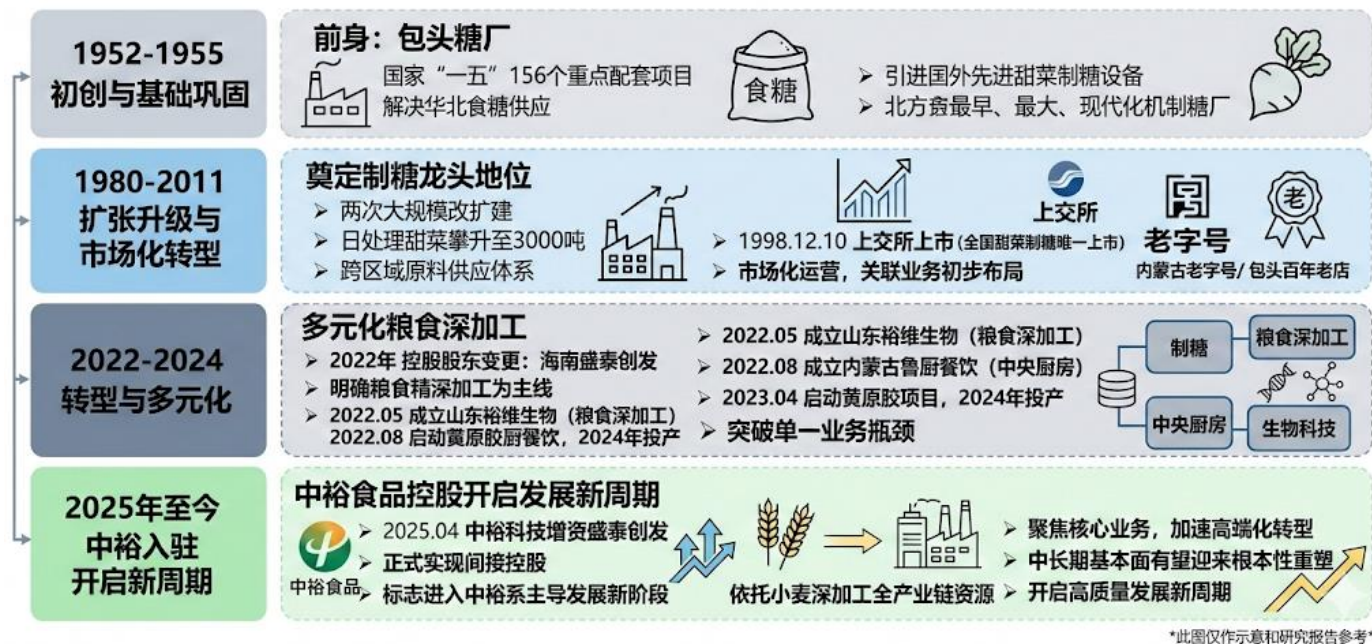 1952-1955
初创与基础巩固
前身：包头糖厂
国家“一五”156个重点配套项目
解决华北食糖供应
食糖
➢ 引进国外先进甜菜制糖设备
➢ 北方最早、最大、现代化机制糖厂
1980-2011
扩张升级与
市场化转型
奠定制糖龙头地位
➢ 两次大规模改扩建
➢ 日处理甜菜攀升至3000吨
➢ 跨区域原料供应体系
➢ 1998.12.10 上交所上市(全国甜菜制糖唯一上市)
➢ 市场化运营，关联业务初步布局
上交所
老字号
老
内蒙古老字号/ 包头百年老店
2022-2024
转型与多元化
多元化粮食深加工
➢ 2022年 控股股东变更：海南盛泰创发
➢ 明确粮食精深加工为主线
➢ 2022.05 成立山东裕维生物（粮食深加工）
2022.08 启动黄原胶厨餐饮，2024年投产
➢ 2022.05 成立山东裕维生物（粮食深加工）
➢ 2022.08 成立内蒙古鲁厨餐饮（中央厨房）
➢ 2023.04 启动黄原胶项目，2024年投产
➢ 突破单一业务瓶颈
制糖
粮食深加工
中央厨房
生物科技
2025年至今
中裕入驻
开启新周期
中裕食品控股开启发展新周期
中裕食品
➢ 2025.04 中裕科技增资盛泰创发
➢ 正式实现间接控股
➢ 标志进入中裕系主导发展新阶段
依托小麦深加工全产业链资源
➢ 聚焦核心业务，加速高端化转型
➢ 中长期基本面有望迎来根本性重塑
➢ 开启高质量发展新周期
*此图仅作示意和研究报告参考*